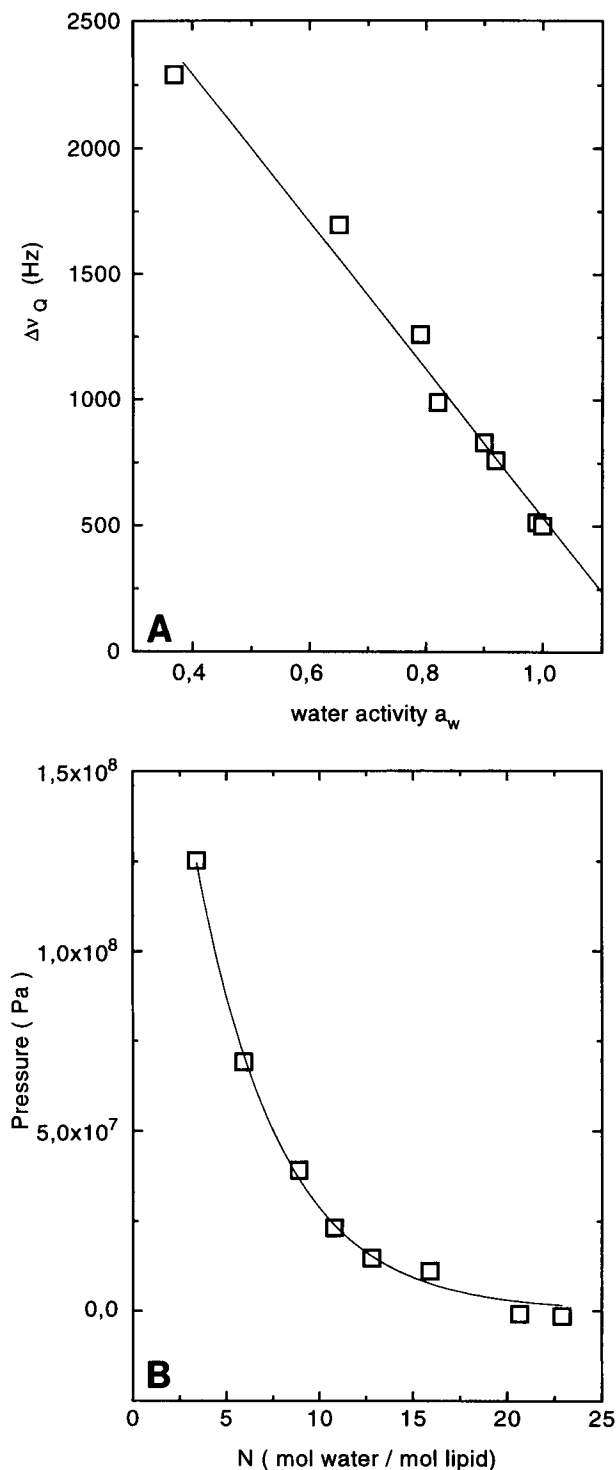 2500
2000
1500
1000
500
0
Δν_Q (Hz)
A
0,4
0,6
0,8
1,0
water activity a_w
1,5x10^8
1,0x10^8
5,0x10^7
0,0
Pressure ( Pa )
B
0
5
10
15
20
25
N ( mol water / mol lipid)